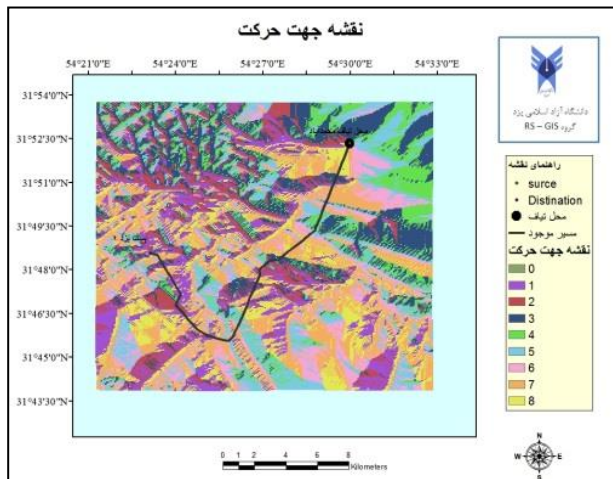 نقشه جهت حرکت
54°21'0"E 54°24'0"E 54°27'0"E 54°30'0"E 54°33'0"E
31°54'0"N
31°52'30"N
31°51'0"N
31°49'30"N
31°48'0"N
31°46'30"N
31°45'0"N
31°43'30"N
دانشگاه آزاد اسلامی یزد
گروه RS – GIS
راهنمای نقشه
surce
Distination
محل تیاف
مسیر موجود
نقشه جهت حرکت
0
1
2
3
4
5
6
7
8
0 1 2 4 6 8
Kilometers
N
W E
S